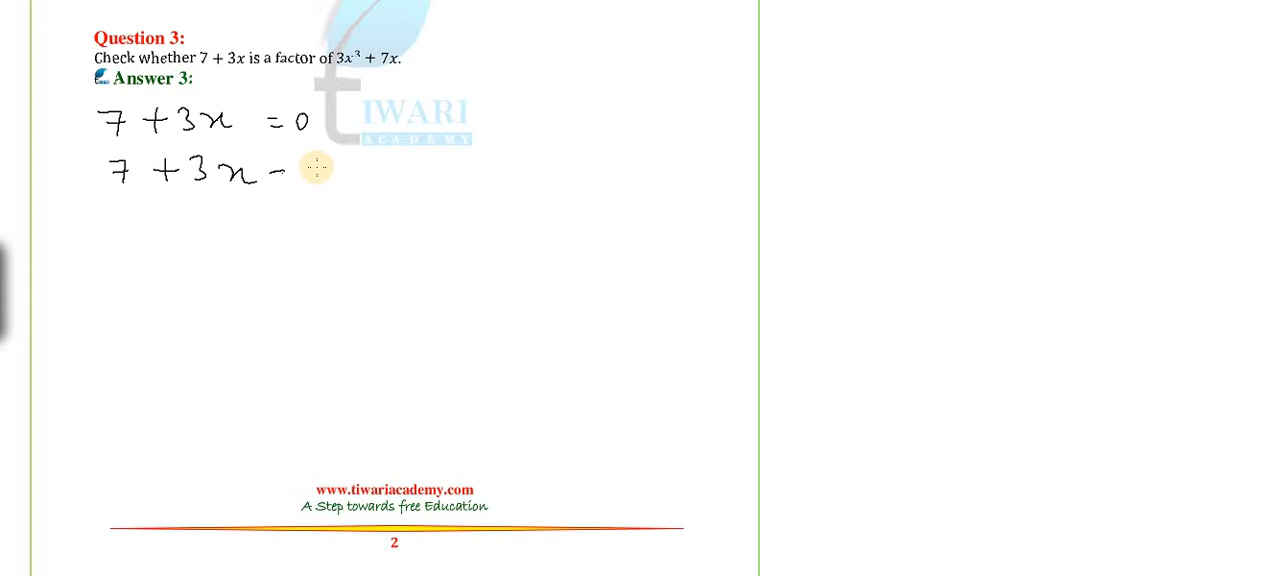 Question 3:
Check whether 7 + 3x is a factor of 3x³ + 7x.
Answer 3:
7 + 3x = 0
7 + 3x -
TIWARI
ACADEMY
www.tiwariacademy.com
A Step towards free Education
2